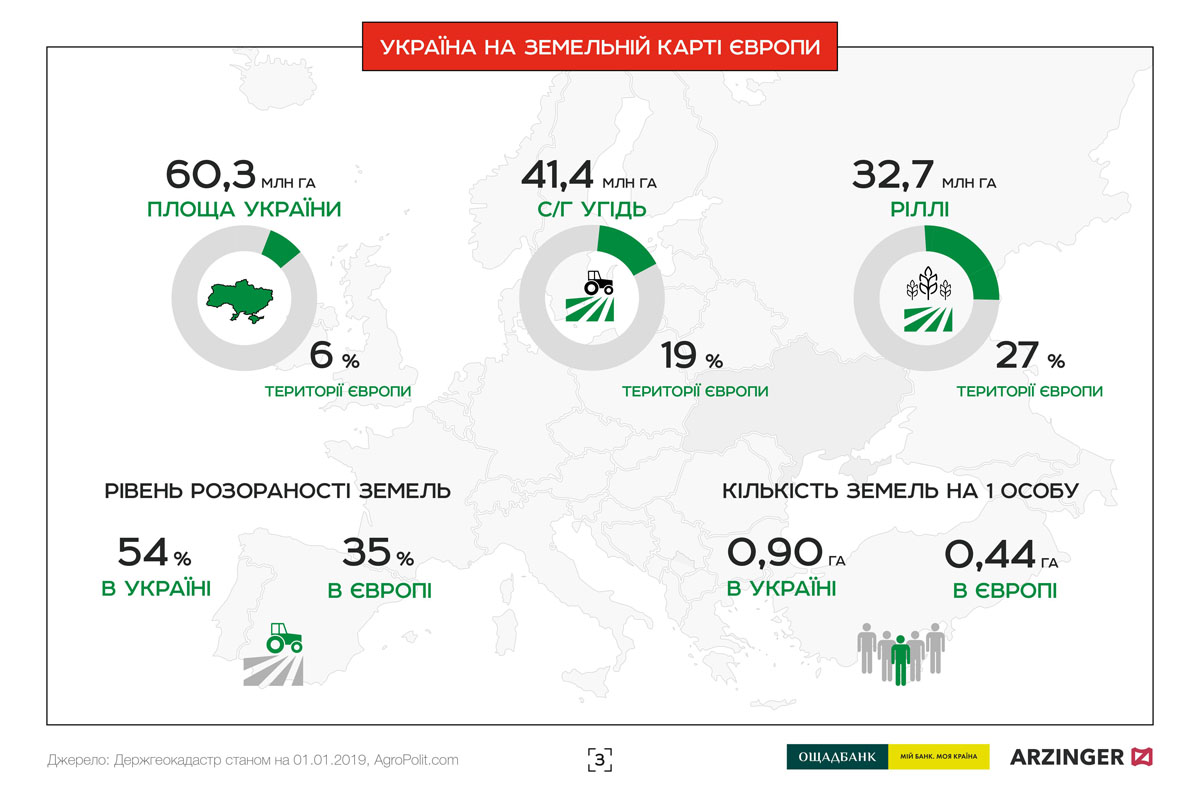 УКРАЇНА НА ЗЕМЕЛЬНІЙ КАРТІ ЄВРОПИ
60,3 МЛН ГА
ПЛОЩА УКРАЇНИ
6 %
ТЕРИТОРІЇ ЄВРОПИ
41,4 МЛН ГА
С/Г УГІДЬ
19 %
ТЕРИТОРІЇ ЄВРОПИ
32,7 МЛН ГА
РІЛЛІ
27 %
ТЕРИТОРІЇ ЄВРОПИ
РІВЕНЬ РОЗОРАНОСТІ ЗЕМЕЛЬ
54 %
В УКРАЇНІ
35 %
В ЄВРОПІ
КІЛЬКІСТЬ ЗЕМЕЛЬ НА 1 ОСОБУ
0,90 ГА
В УКРАЇНІ
0,44 ГА
В ЄВРОПІ
Джерело: Держгеокадастр станом на 01.01.2019, AgroPolit.com
3
ОЩАДБАНК
МІЙ БАНК. МОЯ КРАЇНА
ARZINGER